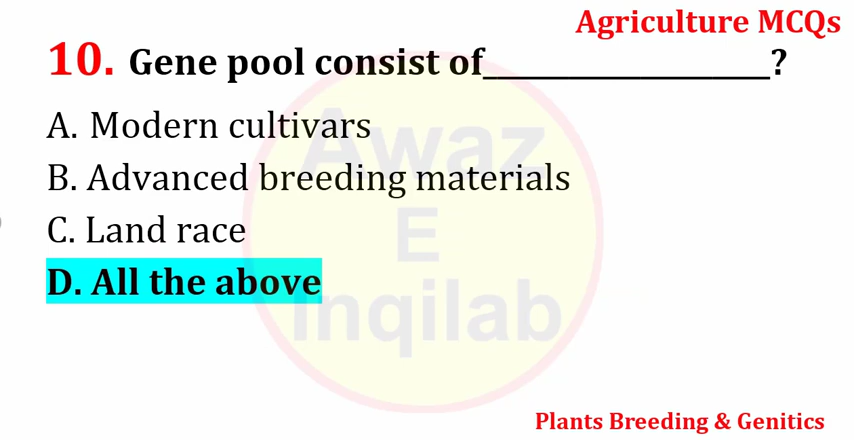 Agriculture MCQs
10. Gene pool consist of____________________?
A. Modern cultivars
B. Advanced breeding materials
C. Land race
D. All the above
Awaz
E
Inqilab
Plants Breeding & Genitics